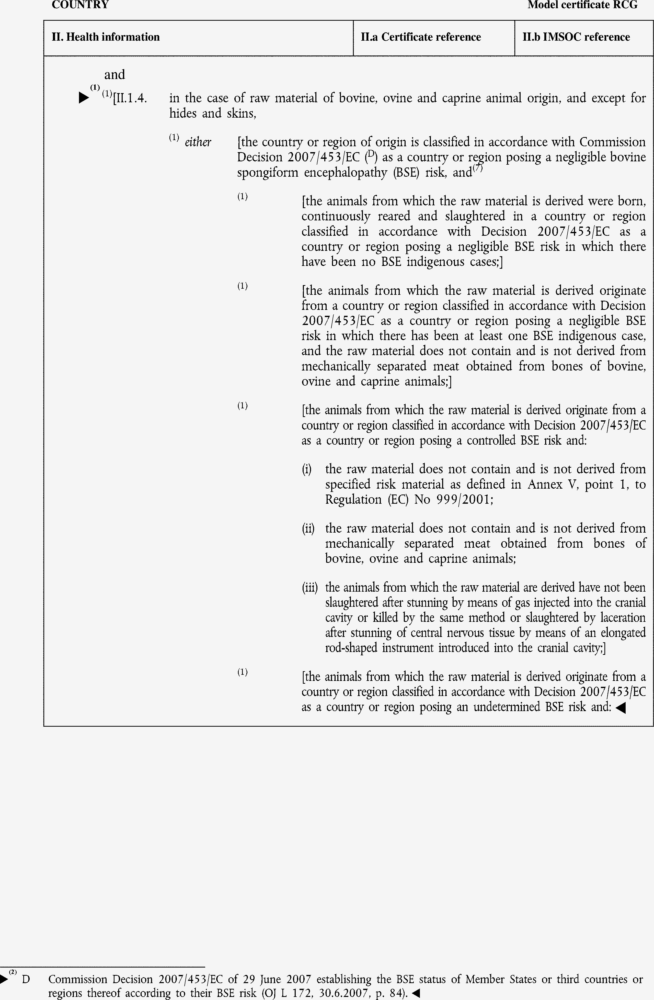 COUNTRY Model certificate RCG
II. Health information II.a Certificate reference II.b IMSOC reference
and
▶(1) (1)[II.1.4. in the case of raw material of bovine, ovine and caprine animal origin, and except for
hides and skins,
(1) either [the country or region of origin is classified in accordance with Commission
Decision 2007/453/EC (D) as a country or region posing a negligible bovine
spongiform encephalopathy (BSE) risk, and(7)
(1) [the animals from which the raw material is derived were born,
continuously reared and slaughtered in a country or region
classified in accordance with Decision 2007/453/EC as a
country or region posing a negligible BSE risk in which there
have been no BSE indigenous cases;]
(1) [the animals from which the raw material is derived originate
from a country or region classified in accordance with Decision
2007/453/EC as a country or region posing a negligible BSE
risk in which there has been at least one BSE indigenous case,
and the raw material does not contain and is not derived from
mechanically separated meat obtained from bones of bovine,
ovine and caprine animals;]
(1) [the animals from which the raw material is derived originate from a
country or region classified in accordance with Decision 2007/453/EC
as a country or region posing a controlled BSE risk and:
(i) the raw material does not contain and is not derived from
specified risk material as defined in Annex V, point 1, to
Regulation (EC) No 999/2001;
(ii) the raw material does not contain and is not derived from
mechanically separated meat obtained from bones of
bovine, ovine and caprine animals;
(iii) the animals from which the raw material are derived have not been
slaughtered after stunning by means of gas injected into the cranial
cavity or killed by the same method or slaughtered by laceration
after stunning of central nervous tissue by means of an elongated
rod-shaped instrument introduced into the cranial cavity;]
(1) [the animals from which the raw material is derived originate from a
country or region classified in accordance with Decision 2007/453/EC
as a country or region posing an undetermined BSE risk and: ◀
▶(2) D Commission Decision 2007/453/EC of 29 June 2007 establishing the BSE status of Member States or third countries or
regions thereof according to their BSE risk (OJ L 172, 30.6.2007, p. 84). ◀